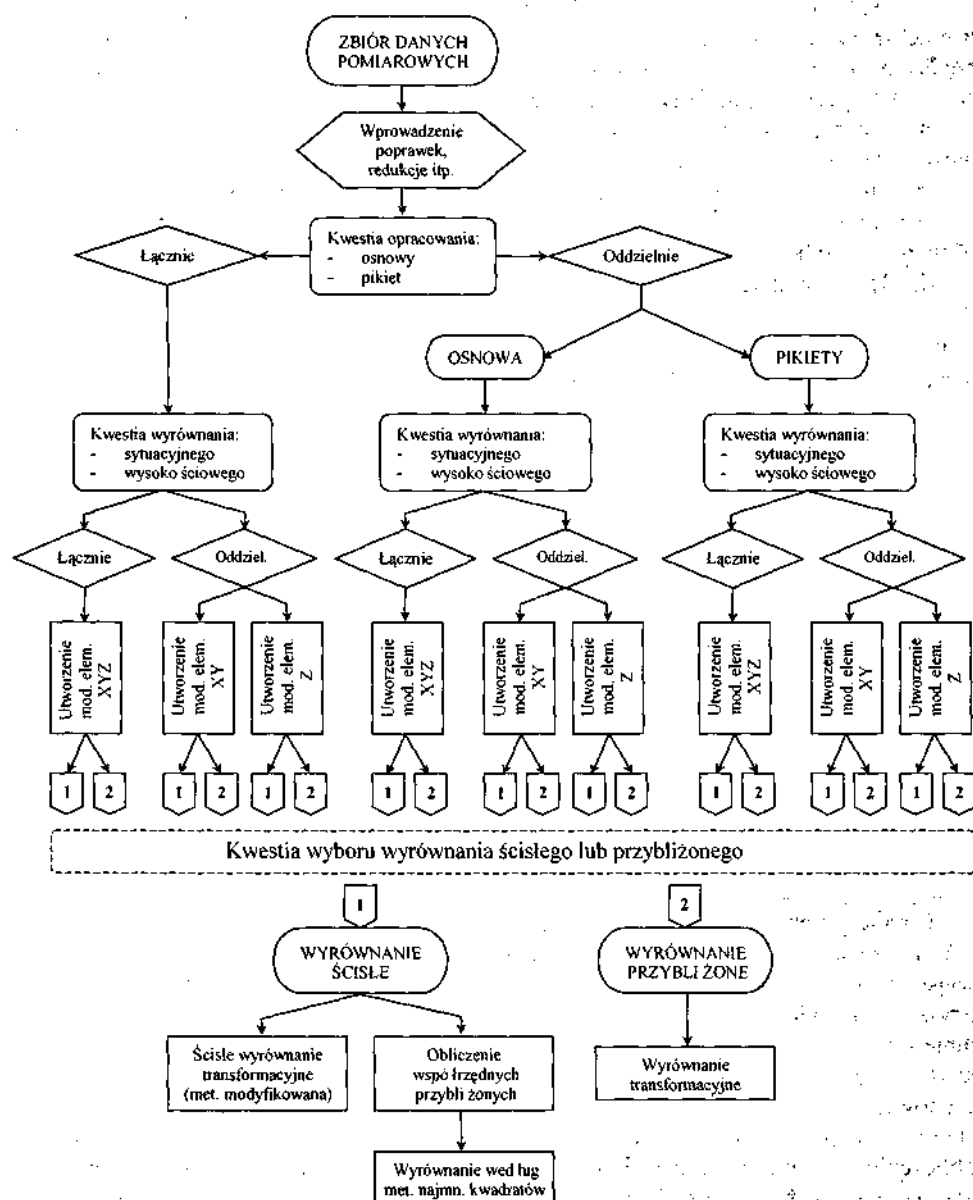 ZBIÓR DANYCH
POMIAROWYCH
Wprowadzenie
poprawek,
redukcje itp.
Kwestia opracowania:
- osnowy
- pikiet
Łącznie
Oddzielnie
OSNOWA
PIKIETY
Kwestia wyrównania:
- sytuacyjnego
- wysoko ściowego
Kwestia wyrównania:
- sytuacyjnego
- wysoko ściowego
Kwestia wyrównania:
- sytuacyjnego
- wysoko ściowego
Łącznie
Oddziel.
Łącznie
Oddziel.
Łącznie
Oddziel.
Utworzenie
mod. elem.
XYZ
Utworzenie
mod. elem.
XY
Utworzenie
mod. elem.
Z
Utworzenie
mod. elem.
XYZ
Utworzenie
mod. elem.
XY
Utworzenie
mod. elem.
Z
Utworzenie
mod. elem.
XYZ
Utworzenie
mod. elem.
XY
Utworzenie
mod. elem.
Z
1 2 1 2 1 2 1 2 1 2 1 2 1 2 1 2 1 2
Kwestia wyboru wyrównania ścisłego lub przybliżonego
1
2
WYRÓWNANIE
ŚCISŁE
WYRÓWNANIE
PRZYBLI ŻONE
Ścisłe wyrównanie
transformacyjne
(met. modyfikowana)
Obliczenie
wspó łrzędnych
przybli żonych
Wyrównanie
transformacyjne
Wyrównanie wed ług
met. najmn. kwadratów